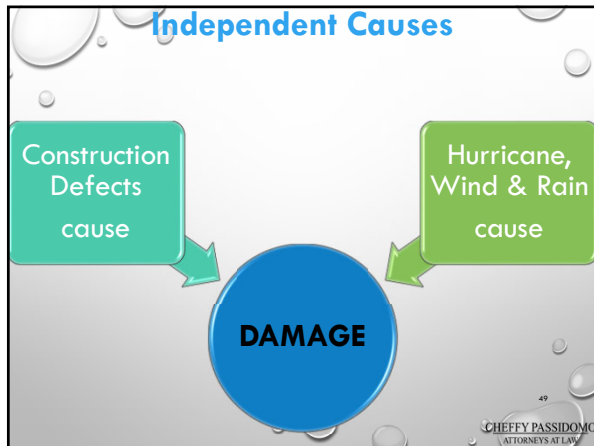 Independent Causes
Construction
Defects
cause
Hurricane,
Wind & Rain
cause
DAMAGE
49
CHEFFY PASSIDOMO
ATTORNEYS AT LAW